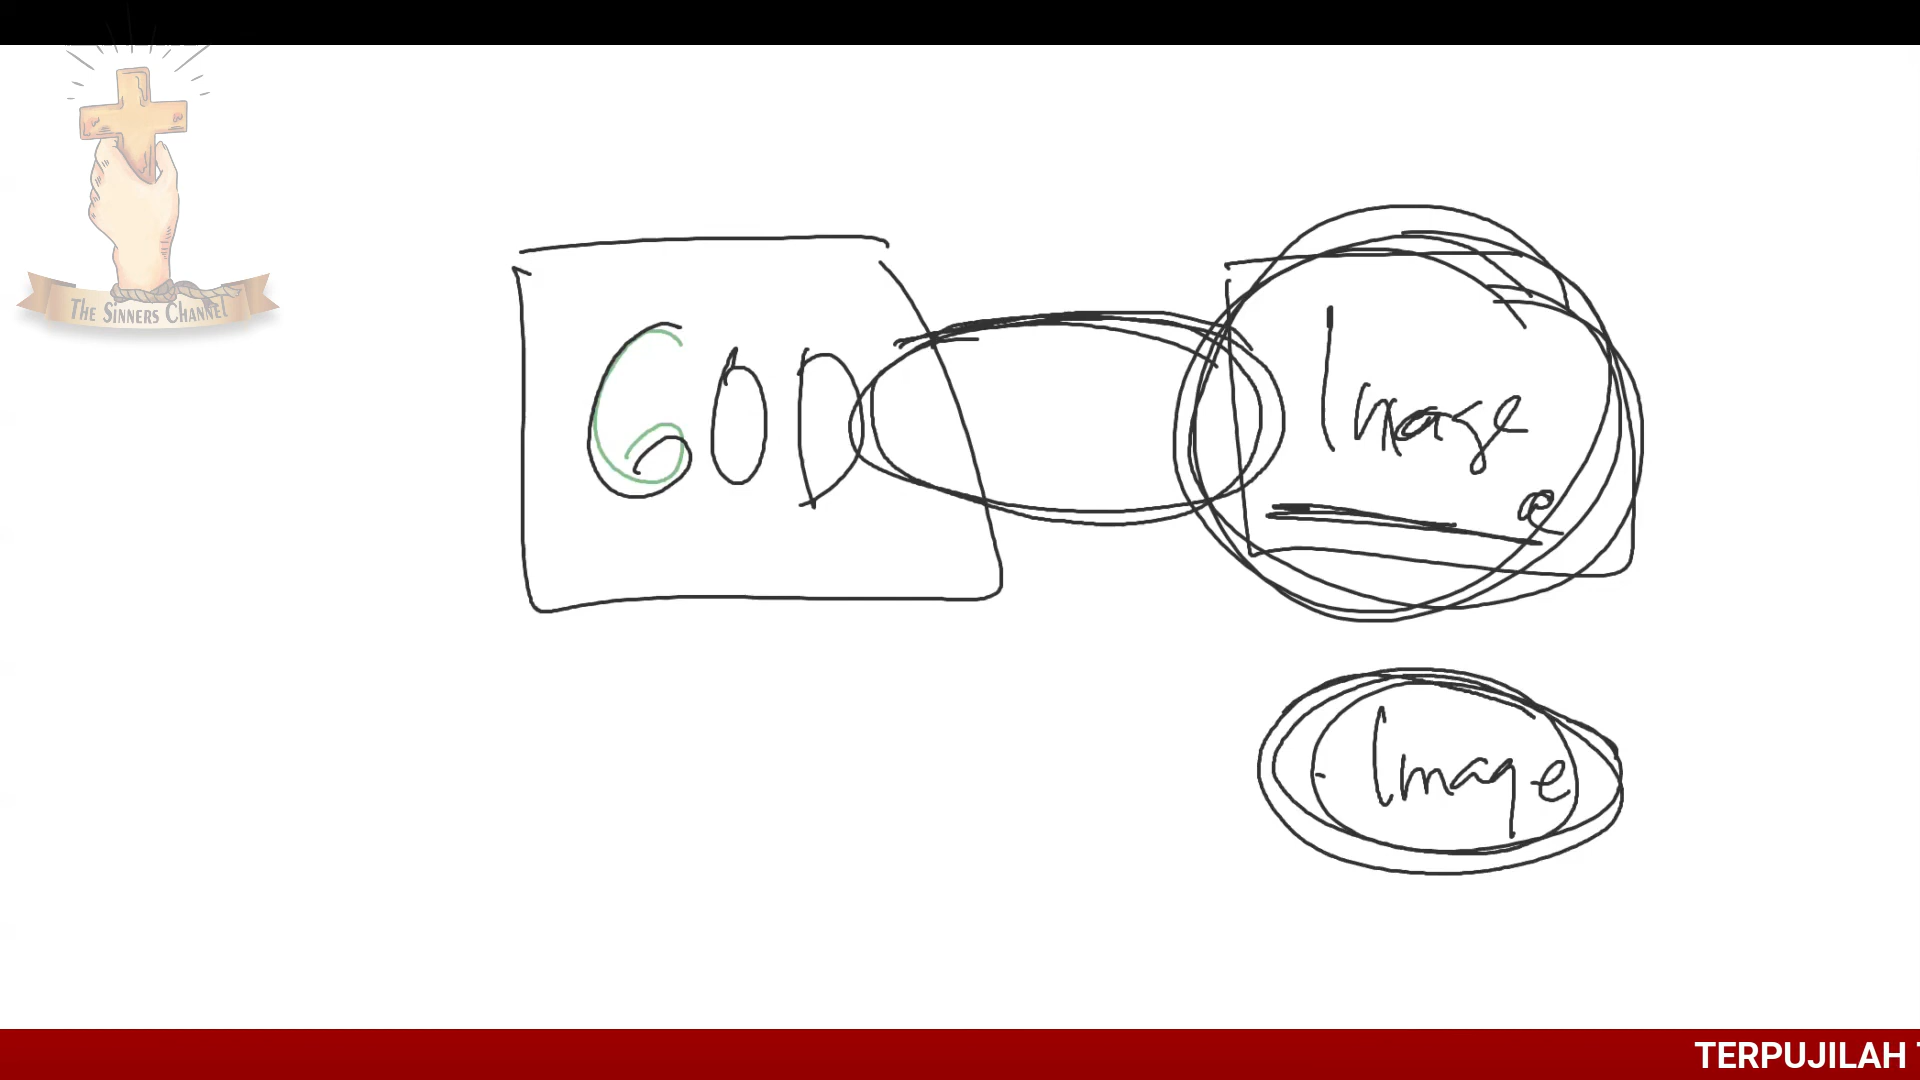 The Sinners Channel
GOD
Image
Image
TERPUJILAH